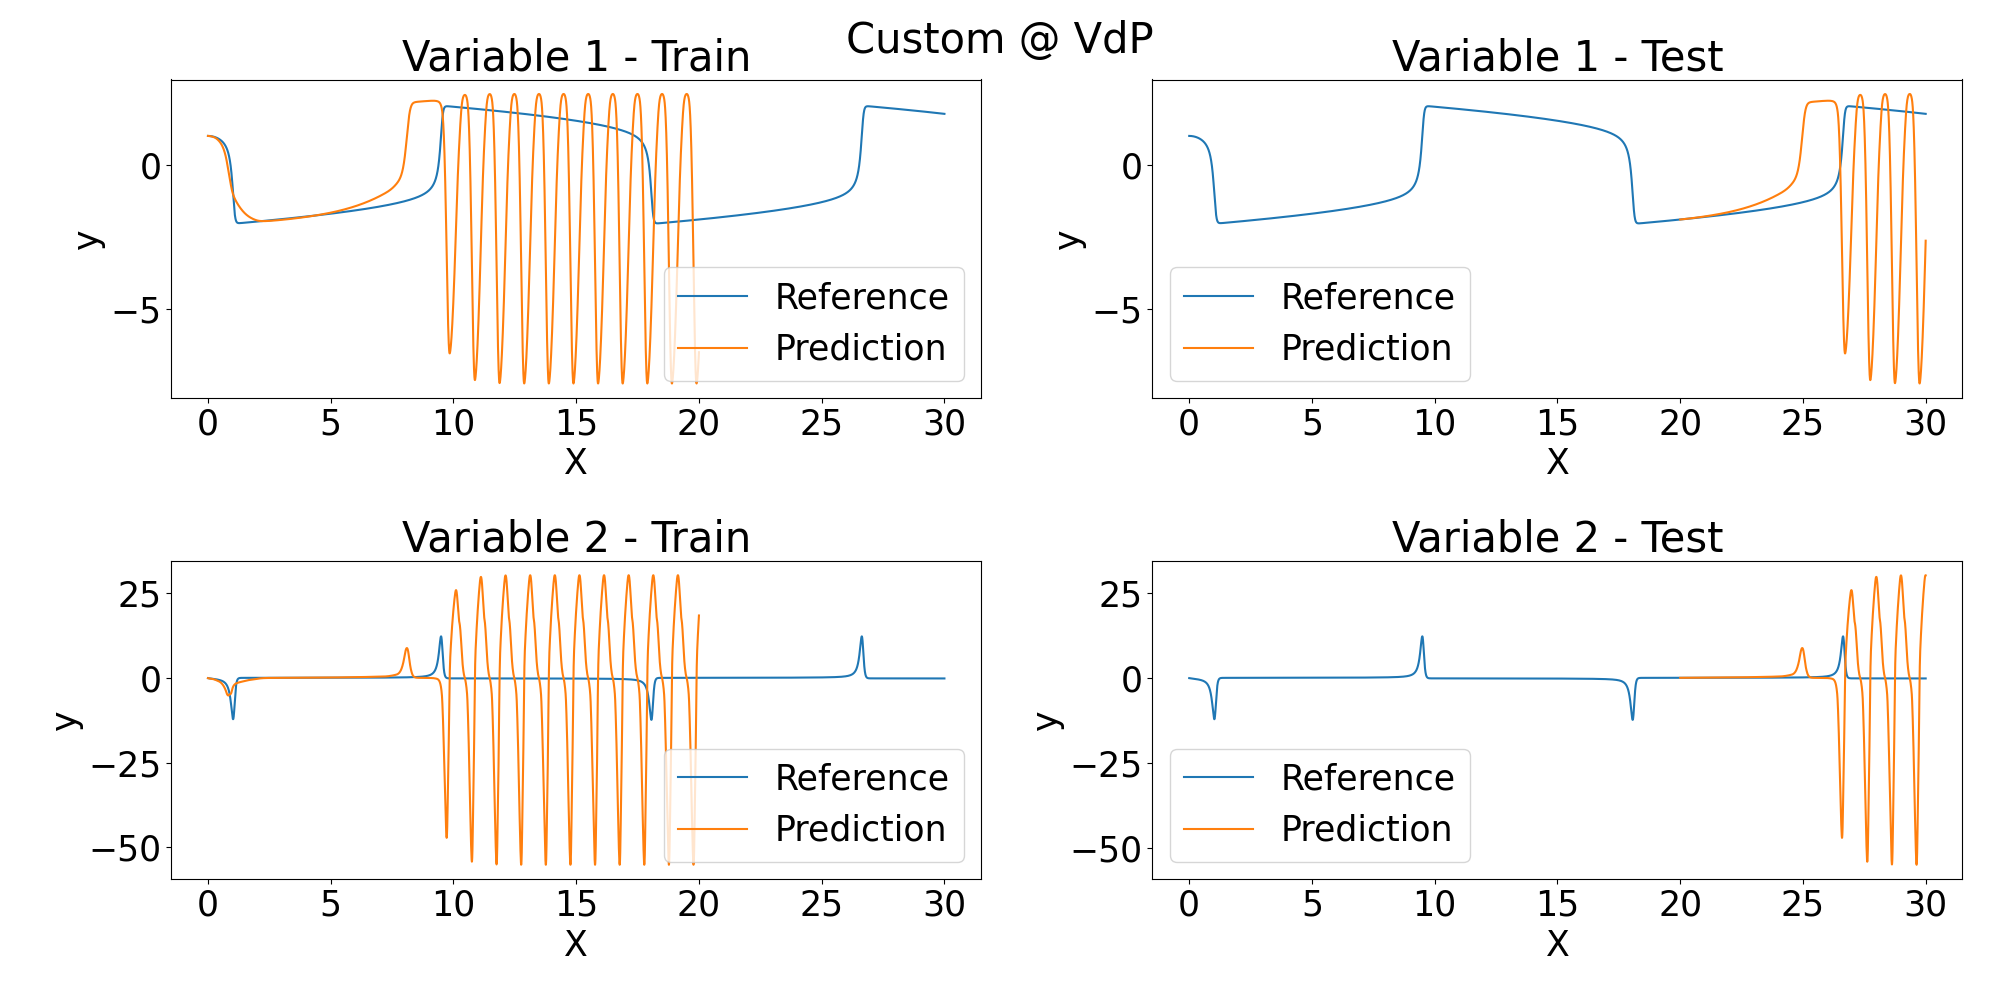 Custom @ VdP
Variable 1 - Train
0
−5
y
Reference
Prediction
0 5 10 15 20 25 30
X
Variable 1 - Test
0
−5
y
Reference
Prediction
0 5 10 15 20 25 30
X
Variable 2 - Train
25
0
−25
−50
y
Reference
Prediction
0 5 10 15 20 25 30
X
Variable 2 - Test
25
0
−25
−50
y
Reference
Prediction
0 5 10 15 20 25 30
X